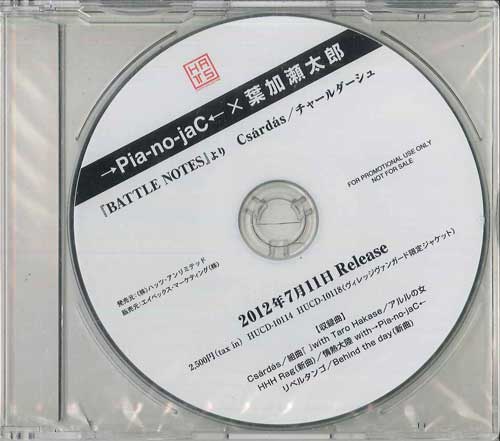 HATS
→Pia-no-jaC←×葉加瀬太郎
『BATTLE NOTES』より Csárdás/チャールダーシュ
FOR PROMOTIONAL USE ONLY
NOT FOR SALE
発売元:(株)ハッツ・アンリミテッド
販売元:エイベックス・マーケティング(株)
2012年7月11日 Release
2,500円(tax in) HUCD-10114 HUCD-10118(ヴィレッジヴァンガード限定ジャケット)
【収録曲】
Csárdás/組曲『 』with Taro Hakase/アルルの女
HHH Rag(新曲)/情熱大陸 with→Pia-no-jaC←
リベルタンゴ/Behind the day(新曲)